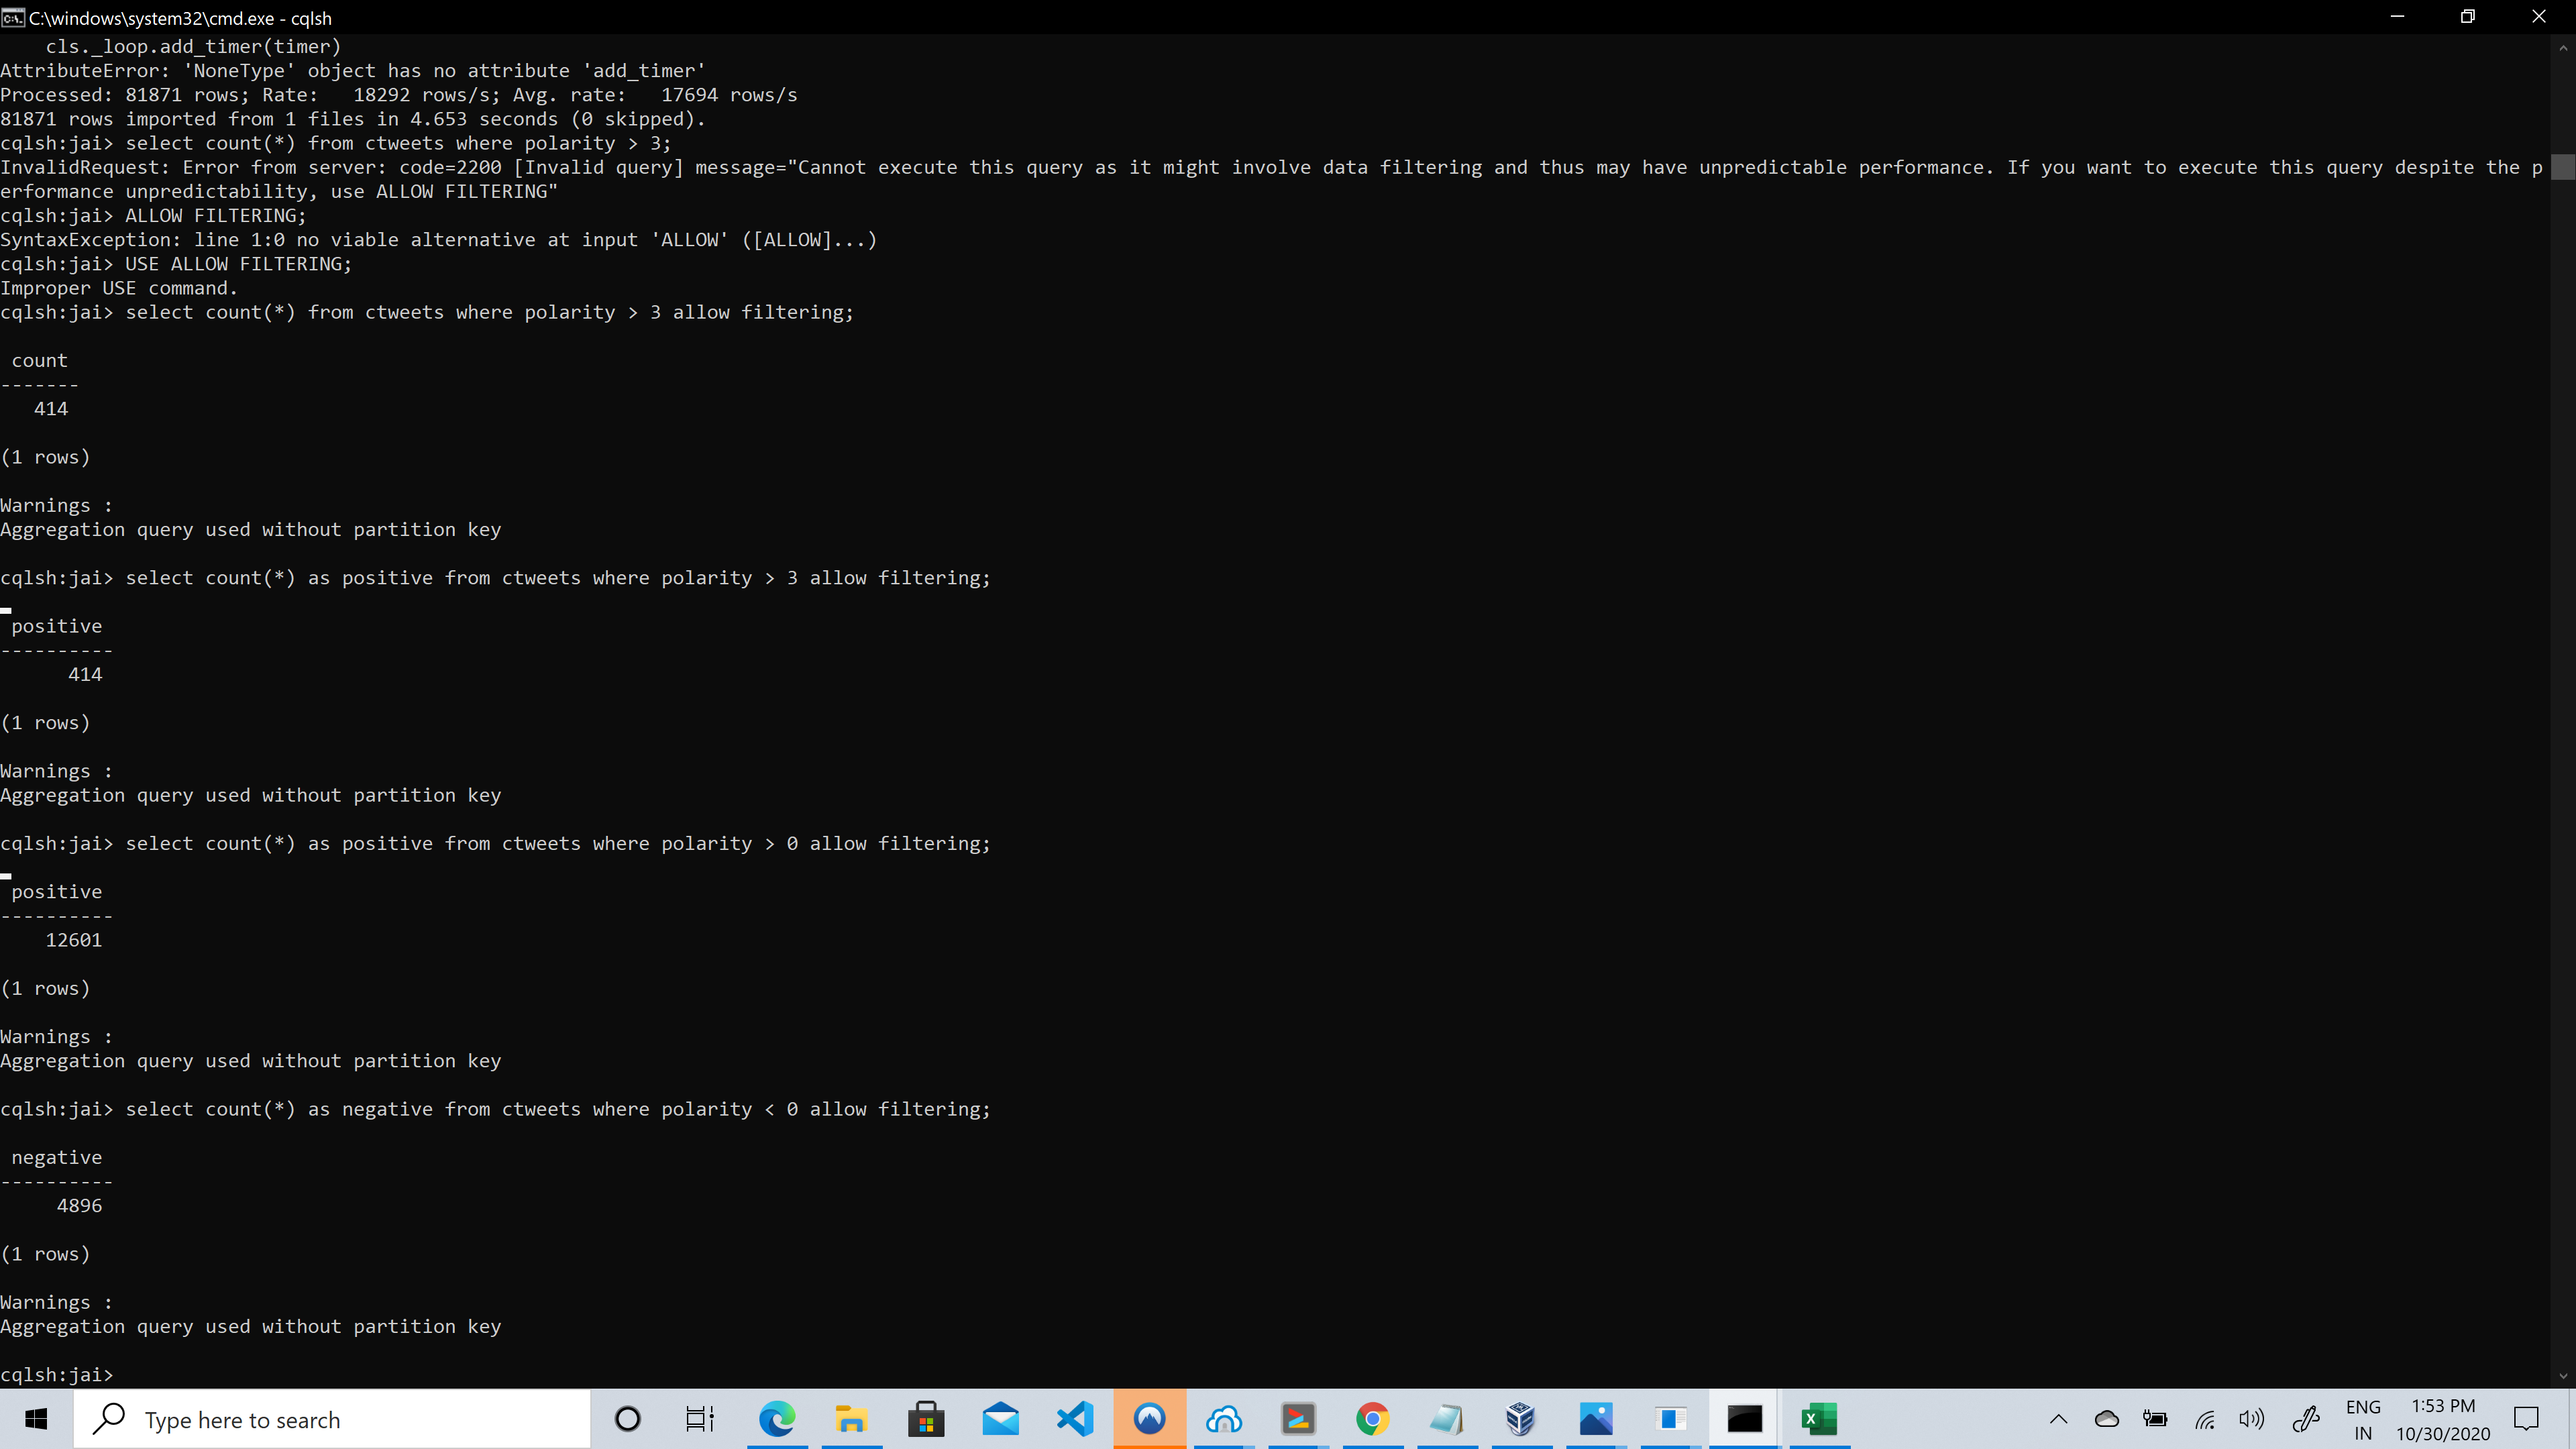 C:\windows\system32\cmd.exe - cqlsh
    cls._loop.add_timer(timer)
AttributeError: 'NoneType' object has no attribute 'add_timer'
Processed: 81871 rows; Rate:   18292 rows/s; Avg. rate:   17694 rows/s
81871 rows imported from 1 files in 4.653 seconds (0 skipped).
cqlsh:jai> select count(*) from ctweets where polarity > 3;
InvalidRequest: Error from server: code=2200 [Invalid query] message="Cannot execute this query as it might involve data filtering and thus may have unpredictable performance. If you want to execute this query despite the p
erformance unpredictability, use ALLOW FILTERING"
cqlsh:jai> ALLOW FILTERING;
SyntaxException: line 1:0 no viable alternative at input 'ALLOW' ([ALLOW]...)
cqlsh:jai> USE ALLOW FILTERING;
Improper USE command.
cqlsh:jai> select count(*) from ctweets where polarity > 3 allow filtering;
 count
-------
   414
(1 rows)
Warnings :
Aggregation query used without partition key
cqlsh:jai> select count(*) as positive from ctweets where polarity > 3 allow filtering;
 positive
----------
      414
(1 rows)
Warnings :
Aggregation query used without partition key
cqlsh:jai> select count(*) as positive from ctweets where polarity > 0 allow filtering;
 positive
----------
    12601
(1 rows)
Warnings :
Aggregation query used without partition key
cqlsh:jai> select count(*) as negative from ctweets where polarity < 0 allow filtering;
 negative
----------
     4896
(1 rows)
Warnings :
Aggregation query used without partition key
cqlsh:jai>
Type here to search
ENG
IN
1:53 PM
10/30/2020